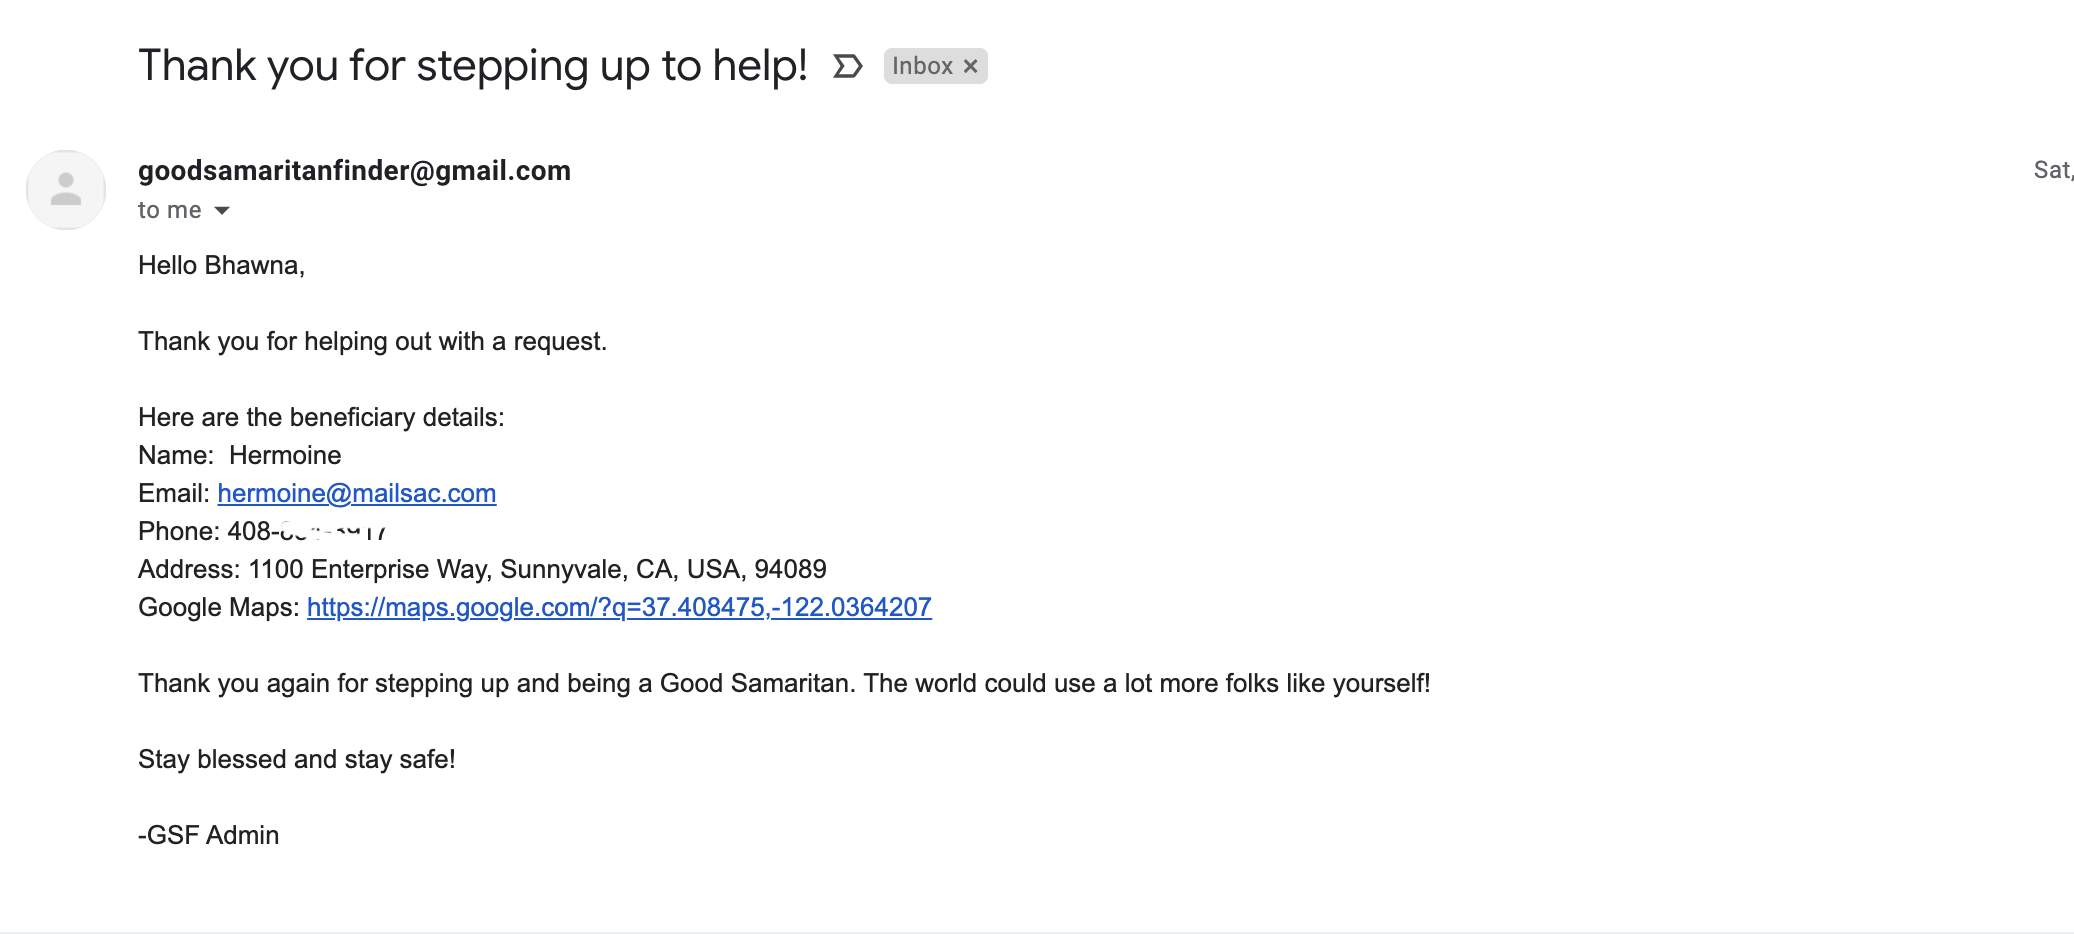 Thank you for stepping up to help!
Inbox ×
goodsamaritanfinder@gmail.com
Sat,
to me
Hello Bhawna,
Thank you for helping out with a request.
Here are the beneficiary details:
Name: Hermoine
Email: hermoine@mailsac.com
Phone: 408-
Address: 1100 Enterprise Way, Sunnyvale, CA, USA, 94089
Google Maps: https://maps.google.com/?q=37.408475,-122.0364207
Thank you again for stepping up and being a Good Samaritan. The world could use a lot more folks like yourself!
Stay blessed and stay safe!
-GSF Admin